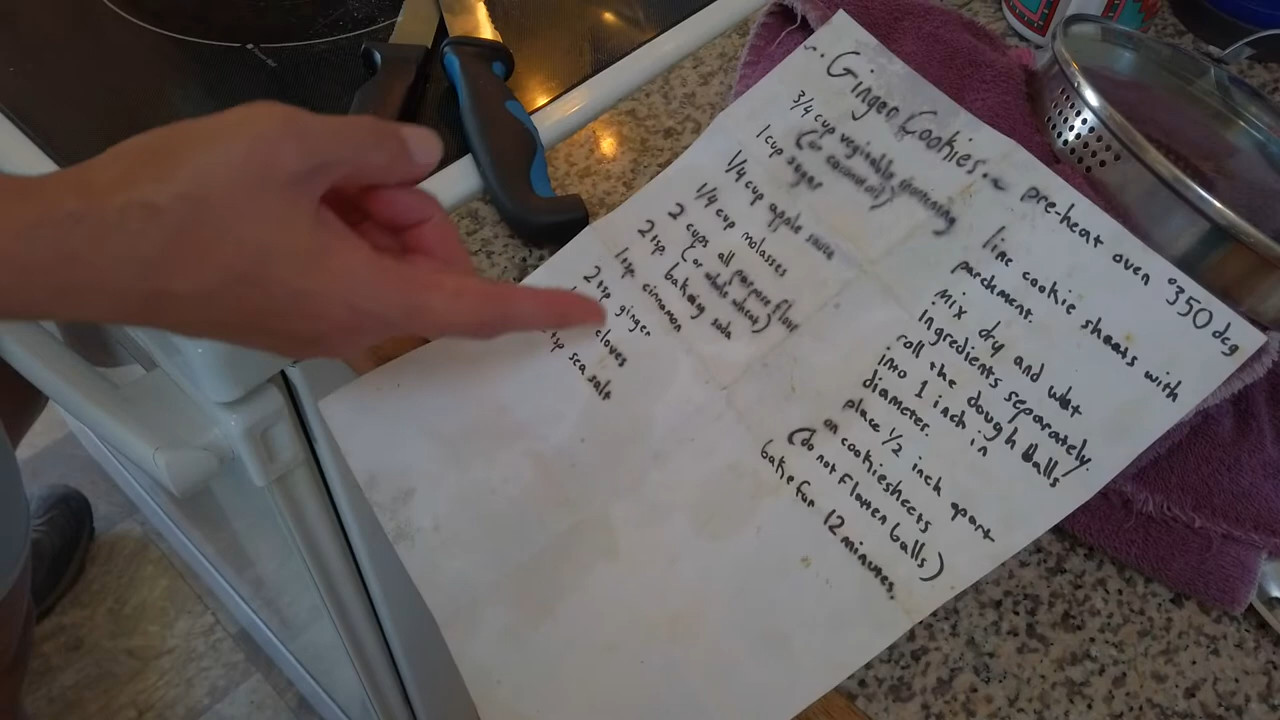 ~. Ginger Cookies. ~
3/4 cup veginable shortening
(or coconut oil)
1 cup sugar
1/4 cup apple sauce
1/4 cup molasses
2 cups all purpose flour
(or whole wheat)
2 tsp. baking soda
1 tsp. cinnamon
2 tsp ginger
cloves
tsp sea salt
pre-heat oven °350 deg
line cookie sheets with
parchment.
Mix dry and wet
ingredients separately.
roll the dough balls
into 1 inch in
diameter.
place 1/2 inch apart
on cookiesheets
(do not flatten balls)
bake for 12 minutes.